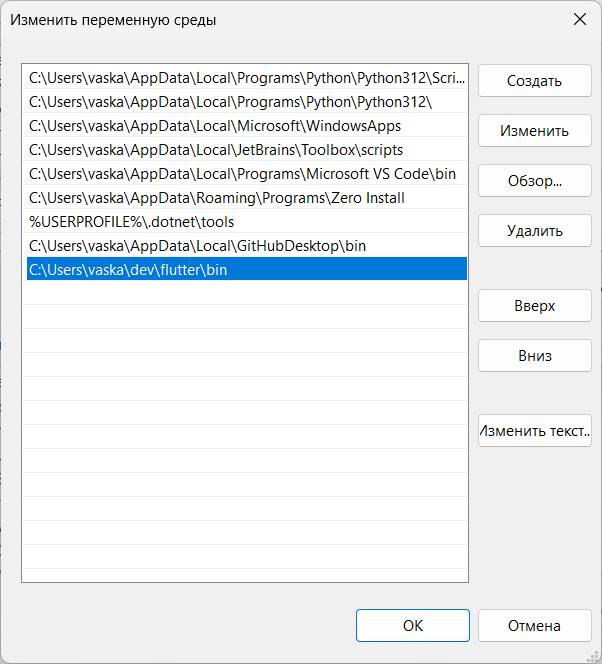 Изменить переменную среды
C:\Users\vaska\AppData\Local\Programs\Python\Python312\Scri...
C:\Users\vaska\AppData\Local\Programs\Python\Python312\
C:\Users\vaska\AppData\Local\Microsoft\WindowsApps
C:\Users\vaska\AppData\Local\JetBrains\Toolbox\scripts
C:\Users\vaska\AppData\Local\Programs\Microsoft VS Code\bin
C:\Users\vaska\AppData\Roaming\Programs\Zero Install
%USERPROFILE%\.dotnet\tools
C:\Users\vaska\AppData\Local\GitHubDesktop\bin
C:\Users\vaska\dev\flutter\bin
Создать
Изменить
Обзор...
Удалить
Вверх
Вниз
Изменить текст..
ОК
Отмена